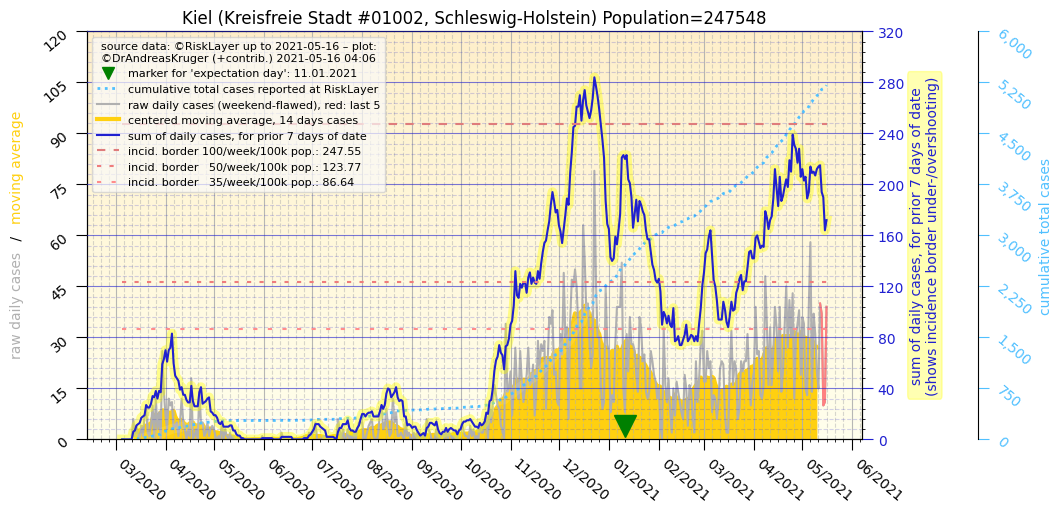 Kiel (Kreisfreie Stadt #01002, Schleswig-Holstein) Population=247548
source data: ©RiskLayer up to 2021-05-16 – plot:
©DrAndreasKruger (+contrib.) 2021-05-16 04:06
marker for 'expectation day': 11.01.2021
cumulative total cases reported at RiskLayer
raw daily cases (weekend-flawed), red: last 5
centered moving average, 14 days cases
sum of daily cases, for prior 7 days of date
incid. border 100/week/100k pop.: 247.55
incid. border 50/week/100k pop.: 123.77
incid. border 35/week/100k pop.: 86.64
raw daily cases / moving average
120
105
90
75
60
45
30
15
0
320
280
240
200
160
120
80
40
0
sum of daily cases, for prior 7 days of date
(shows incidence border under-/overshooting)
6,000
5,250
4,500
3,750
3,000
2,250
1,500
750
0
cumulative total cases
03/2020
04/2020
05/2020
06/2020
07/2020
08/2020
09/2020
10/2020
11/2020
12/2020
01/2021
02/2021
03/2021
04/2021
05/2021
06/2021